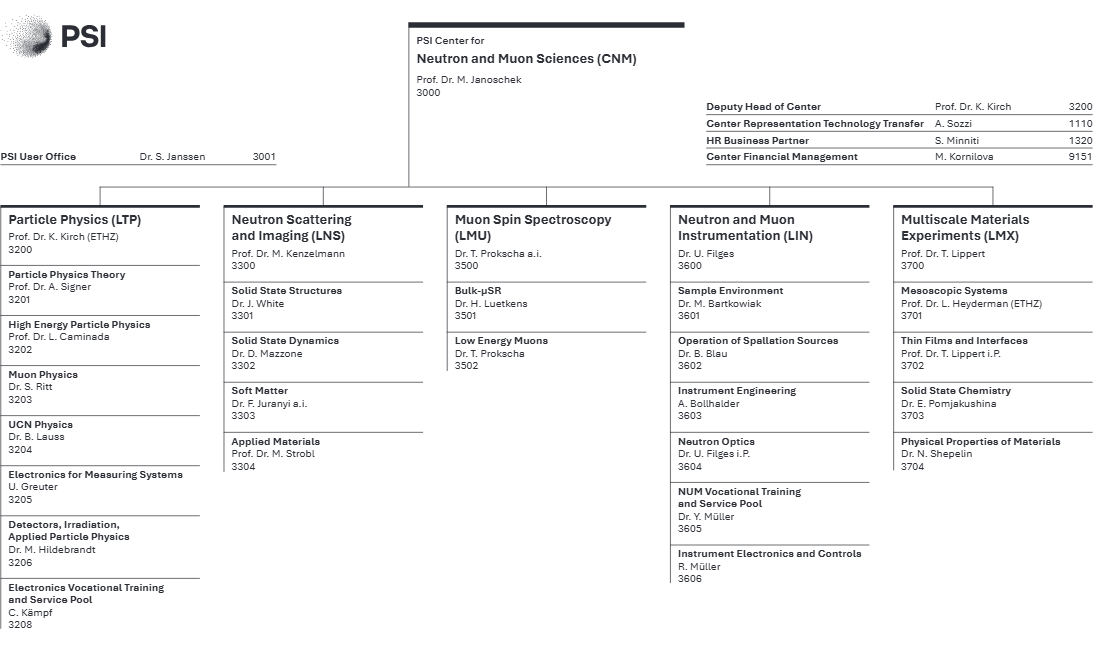 PSI
PSI Center for
Neutron and Muon Sciences (CNM)
Prof. Dr. M. Janoschek
3000
Deputy Head of Center Prof. Dr. K. Kirch 3200
Center Representation Technology Transfer A. Sozzi 1110
HR Business Partner S. Minniti 1320
Center Financial Management M. Kornilova 9151
PSI User Office Dr. S. Janssen 3001
Particle Physics (LTP)
Prof. Dr. K. Kirch (ETHZ)
3200
Particle Physics Theory
Prof. Dr. A. Signer
3201
High Energy Particle Physics
Prof. Dr. L. Caminada
3202
Muon Physics
Dr. S. Ritt
3203
UCN Physics
Dr. B. Lauss
3204
Electronics for Measuring Systems
U. Greuter
3205
Detectors, Irradiation,
Applied Particle Physics
Dr. M. Hildebrandt
3206
Electronics Vocational Training
and Service Pool
C. Kämpf
3208
Neutron Scattering
and Imaging (LNS)
Prof. Dr. M. Kenzelmann
3300
Solid State Structures
Dr. J. White
3301
Solid State Dynamics
Dr. D. Mazzone
3302
Soft Matter
Dr. F. Juranyi a.i.
3303
Applied Materials
Prof. Dr. M. Strobl
3304
Muon Spin Spectroscopy
(LMU)
Dr. T. Prokscha a.i.
3500
Bulk-µSR
Dr. H. Luetkens
3501
Low Energy Muons
Dr. T. Prokscha
3502
Neutron and Muon
Instrumentation (LIN)
Dr. U. Filges
3600
Sample Environment
Dr. M. Bartkowiak
3601
Operation of Spallation Sources
Dr. B. Blau
3602
Instrument Engineering
A. Bollhalder
3603
Neutron Optics
Dr. U. Filges i.P.
3604
NUM Vocational Training
and Service Pool
Dr. Y. Müller
3605
Instrument Electronics and Controls
R. Müller
3606
Multiscale Materials
Experiments (LMX)
Prof. Dr. T. Lippert
3700
Mesoscopic Systems
Prof. Dr. L. Heyderman (ETHZ)
3701
Thin Films and Interfaces
Prof. Dr. T. Lippert i.P.
3702
Solid State Chemistry
Dr. E. Pomjakushina
3703
Physical Properties of Materials
Dr. N. Shepelin
3704